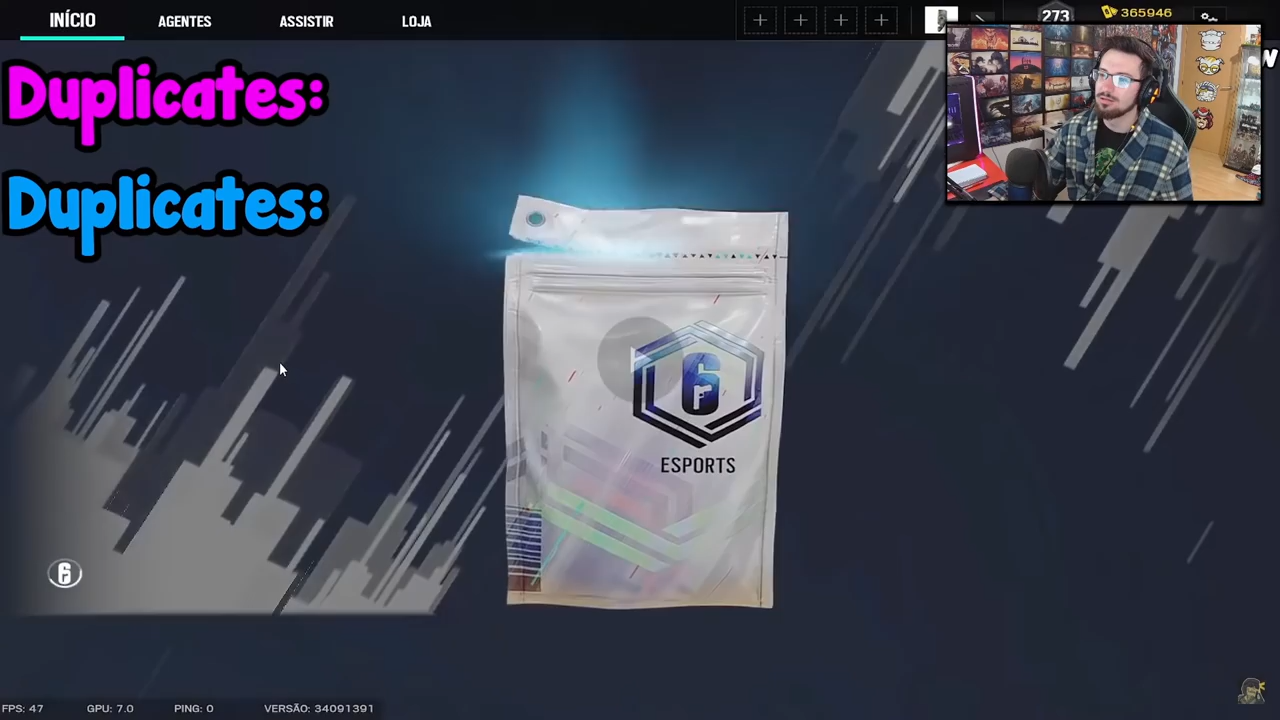 INÍCIO AGENTES ASSISTIR LOJA 273 365946
Duplicates:
Duplicates:
6
ESPORTS
6
FPS: 47 GPU: 7.0 PING: 0 VERSÃO: 34091391